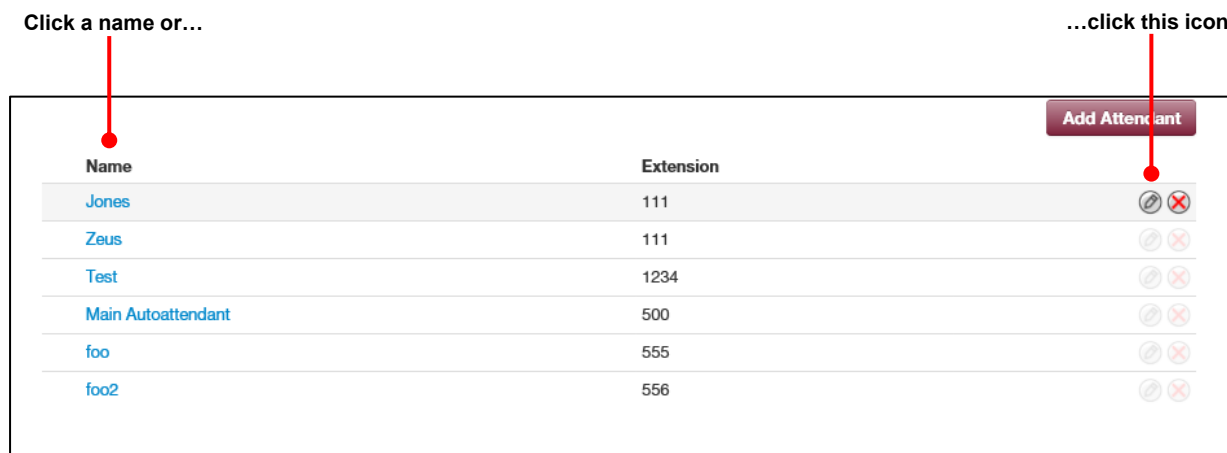 Click a name or… …click this icon
Add Attendant
Name Extension
Jones 111
Zeus 111
Test 1234
Main Autoattendant 500
foo 555
foo2 556